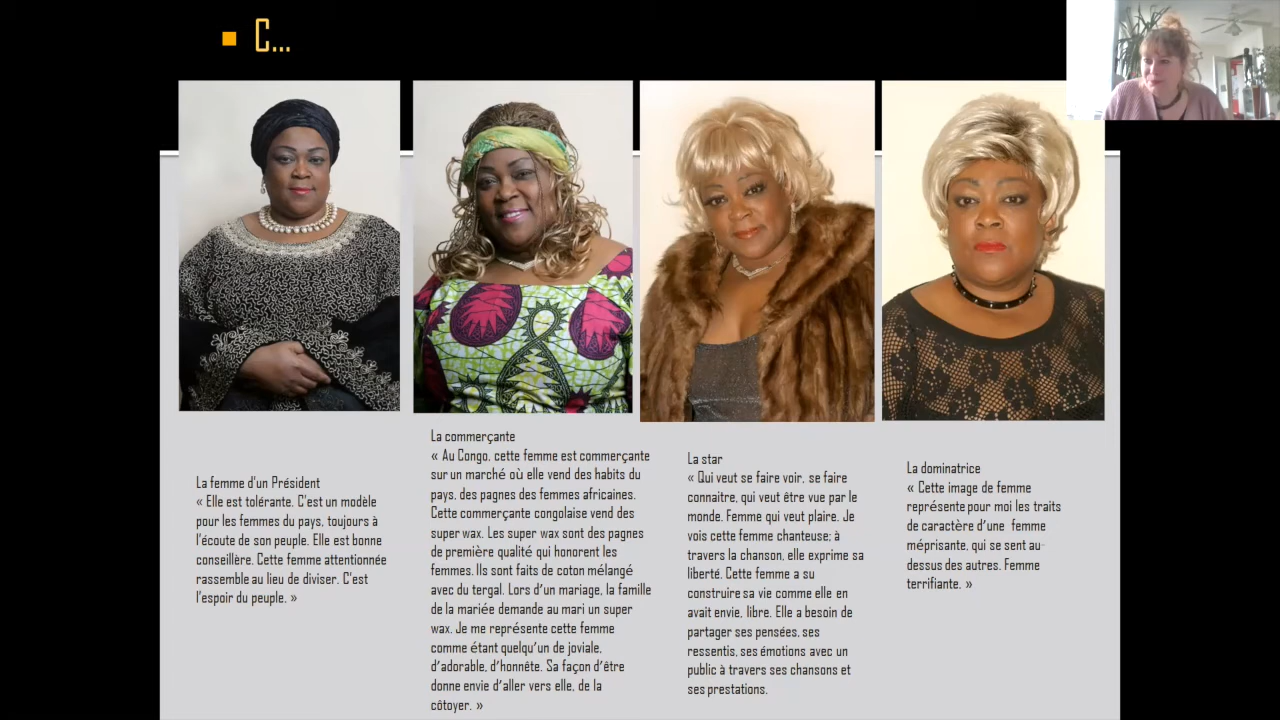 C...
La femme d'un Président
« Elle est tolérante. C'est un modèle
pour les femmes du pays, toujours à
l'écoute de son peuple. Elle est bonne
conseillère. Cette femme attentionnée
rassemble au lieu de diviser. C'est
l'espoir du peuple. »
La commerçante
« Au Congo, cette femme est commerçante
sur un marché où elle vend des habits du
pays, des pagnes des femmes africaines.
Cette commerçante congolaise vend des
super wax. Les super wax sont des pagnes
de première qualité qui honorent les
femmes. Ils sont faits de coton mélangé
avec du tergal. Lors d'un mariage, la famille
de la mariée demande au mari un super
wax. Je me représente cette femme
comme étant quelqu'un de joviale,
d'adorable, d'honnête. Sa façon d'être
donne envie d'aller vers elle, de la
côtoyer. »
La star
« Qui veut se faire voir, se faire
connaitre, qui veut être vue par le
monde. Femme qui veut plaire. Je
vois cette femme chanteuse; à
travers la chanson, elle exprime sa
liberté. Cette femme a su
construire sa vie comme elle en
avait envie, libre. Elle a besoin de
partager ses pensées, ses
ressentis, ses émotions avec un
public à travers ses chansons et
ses prestations.
La dominatrice
« Cette image de femme
représente pour moi les traits
de caractère d'une femme
méprisante, qui se sent au-
dessus des autres. Femme
terrifiante. »